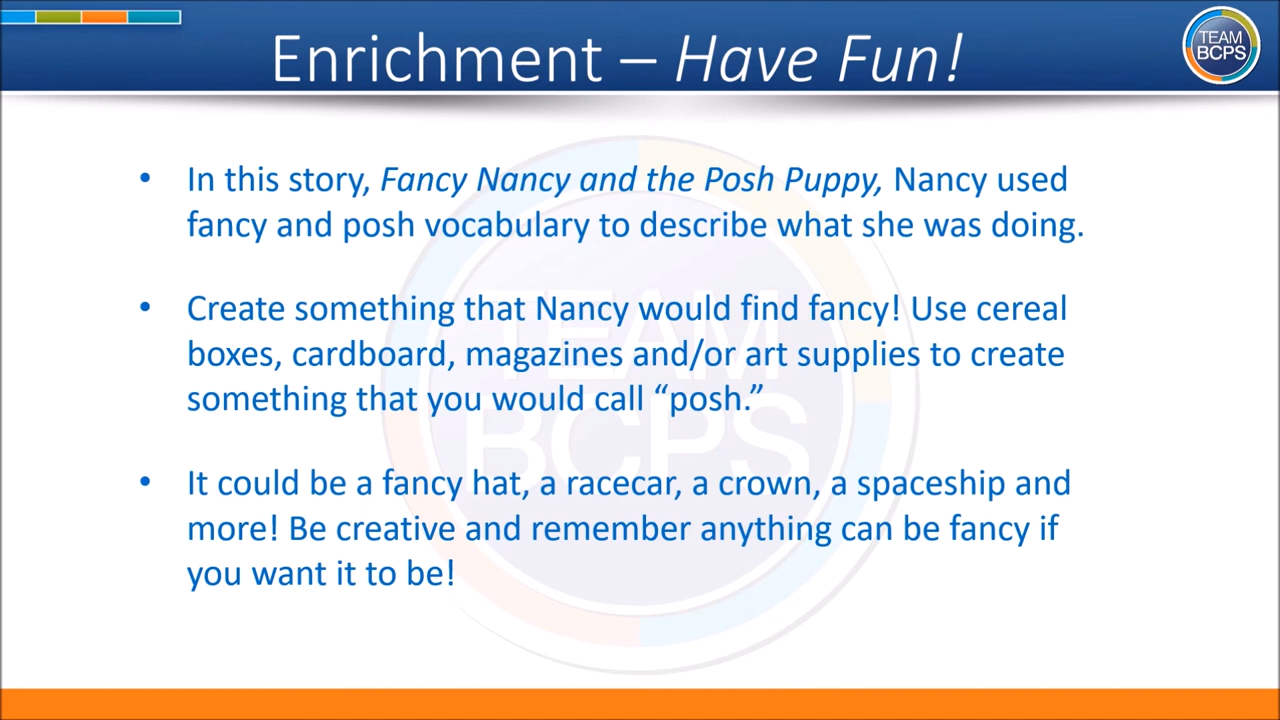 Enrichment – Have Fun!
TEAM
BCPS
• In this story, Fancy Nancy and the Posh Puppy, Nancy used
fancy and posh vocabulary to describe what she was doing.
• Create something that Nancy would find fancy! Use cereal
boxes, cardboard, magazines and/or art supplies to create
something that you would call “posh.”
• It could be a fancy hat, a racecar, a crown, a spaceship and
more! Be creative and remember anything can be fancy if
you want it to be!
TEAM
BCPS